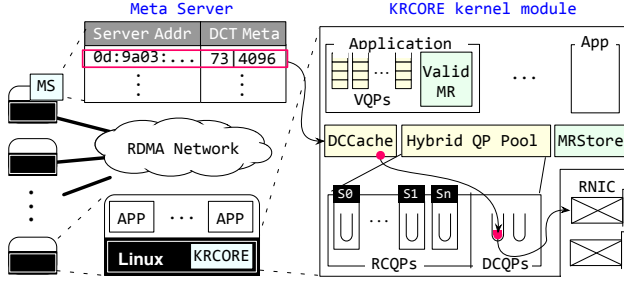 Meta Server
Server Addr DCT Meta
0d:9a03:... 73|4096
MS
RDMA Network
APP ... APP
Linux KRCORE
KRCORE kernel module
Application
App
...
Valid
MR
VQPs
...
DCCache Hybrid QP Pool MRStore
S0 S1 Sn
...
RCQPs DCQPs
RNIC